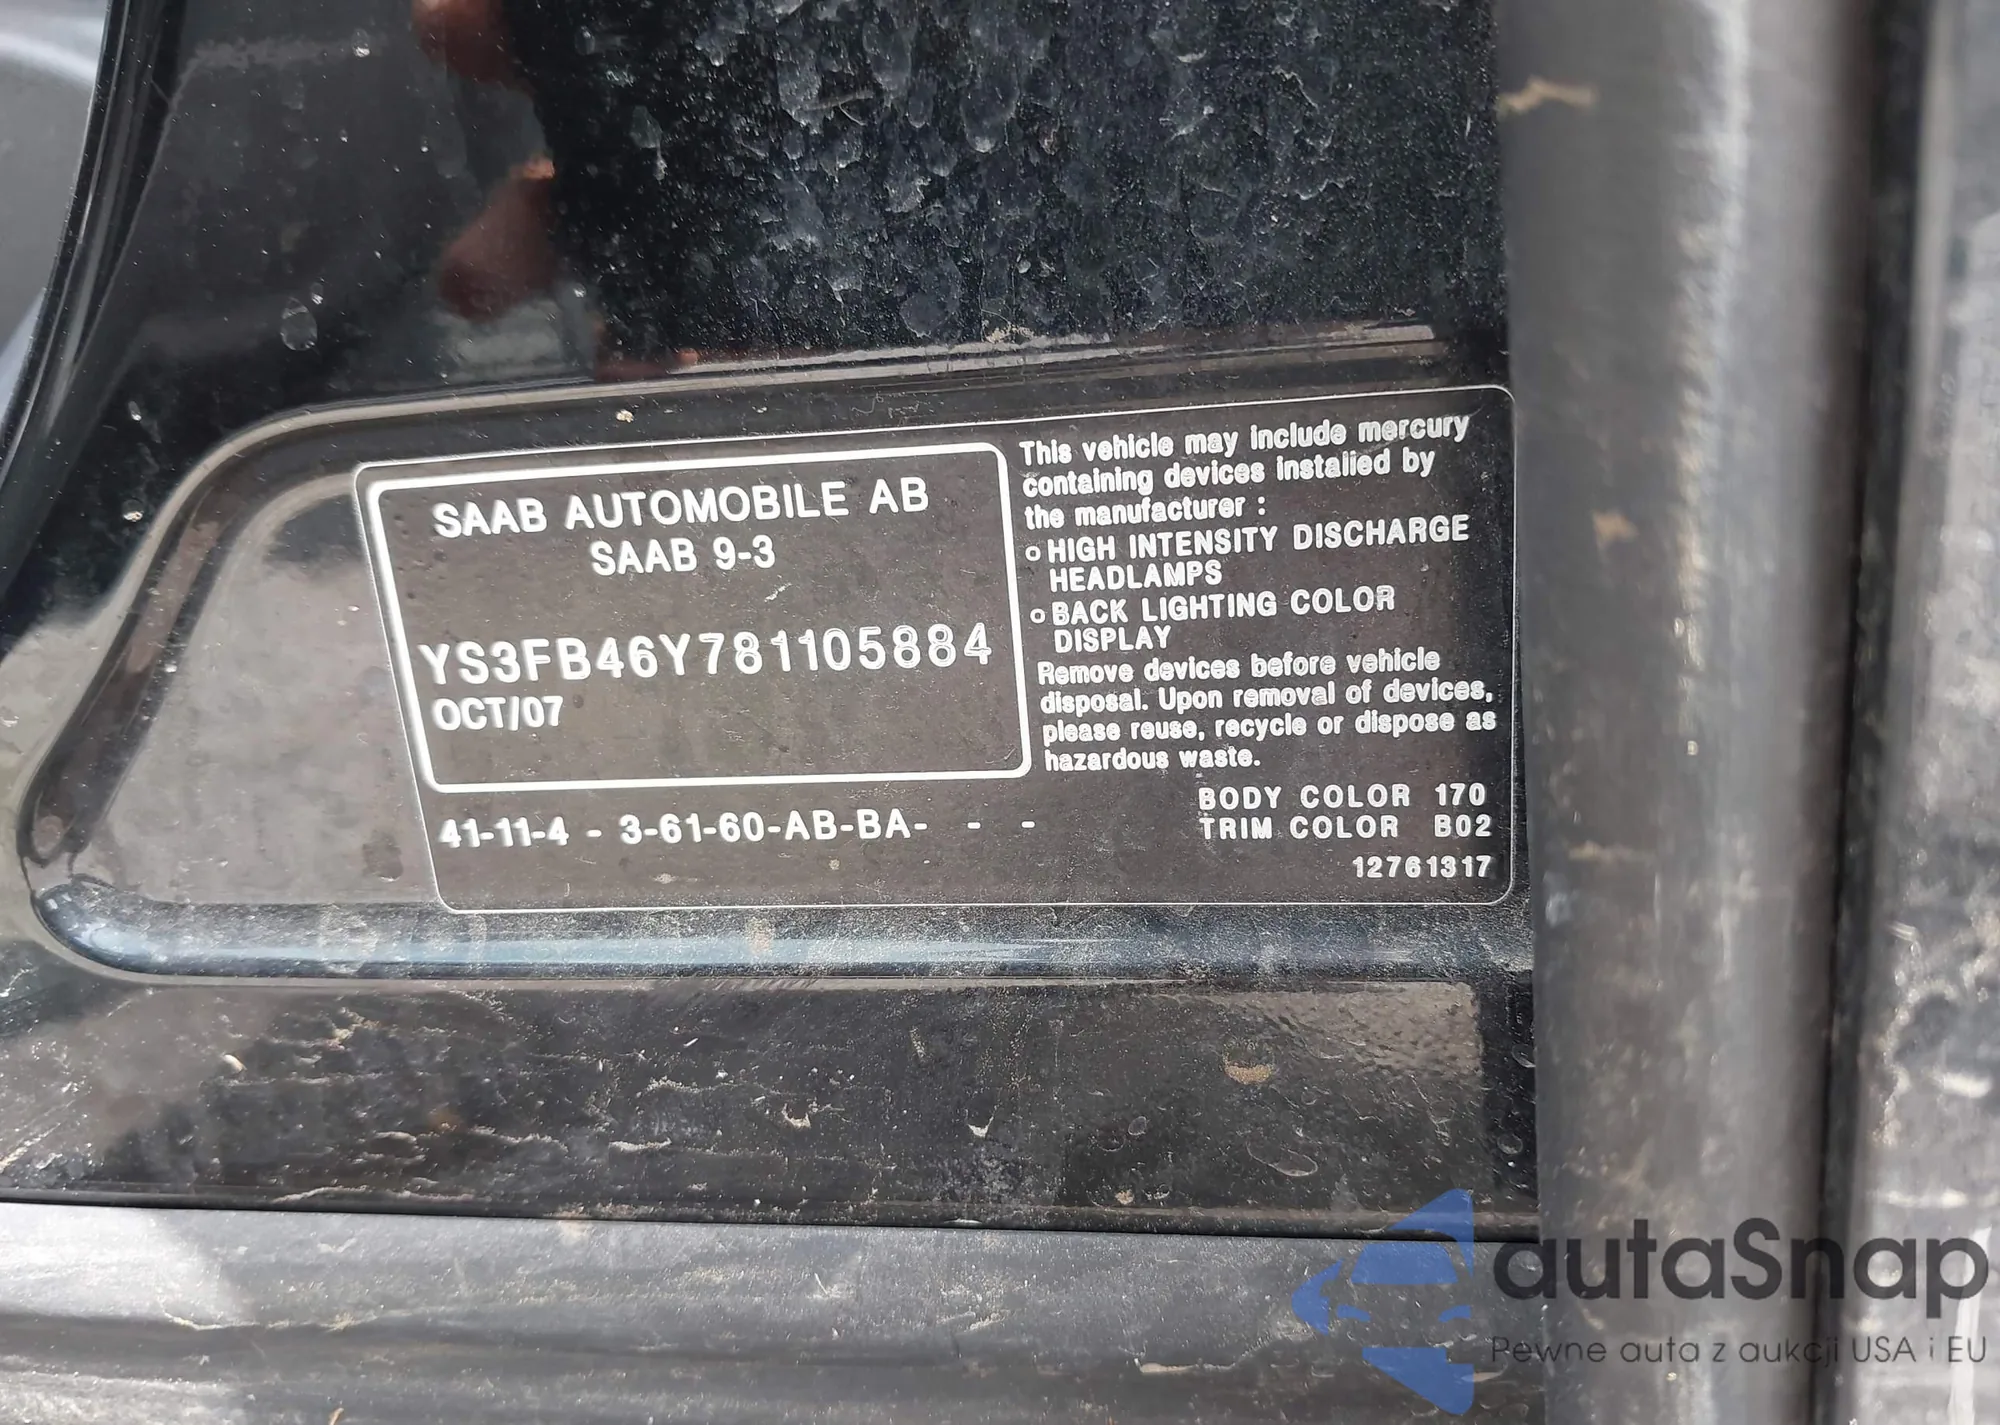 SAAB AUTOMOBILE AB
SAAB 9-3
YS3FB46Y781105884
OCT/07
41-11-4 - 3-61-60-AB-BA- - -
This vehicle may include mercury
containing devices installed by
the manufacturer :
o HIGH INTENSITY DISCHARGE
HEADLAMPS
o BACK LIGHTING COLOR
DISPLAY
Remove devices before vehicle
disposal. Upon removal of devices,
please reuse, recycle or dispose as
hazardous waste.
BODY COLOR 170
TRIM COLOR B02
12761317
autaSnap
Pewne auta z aukcji USA i EU